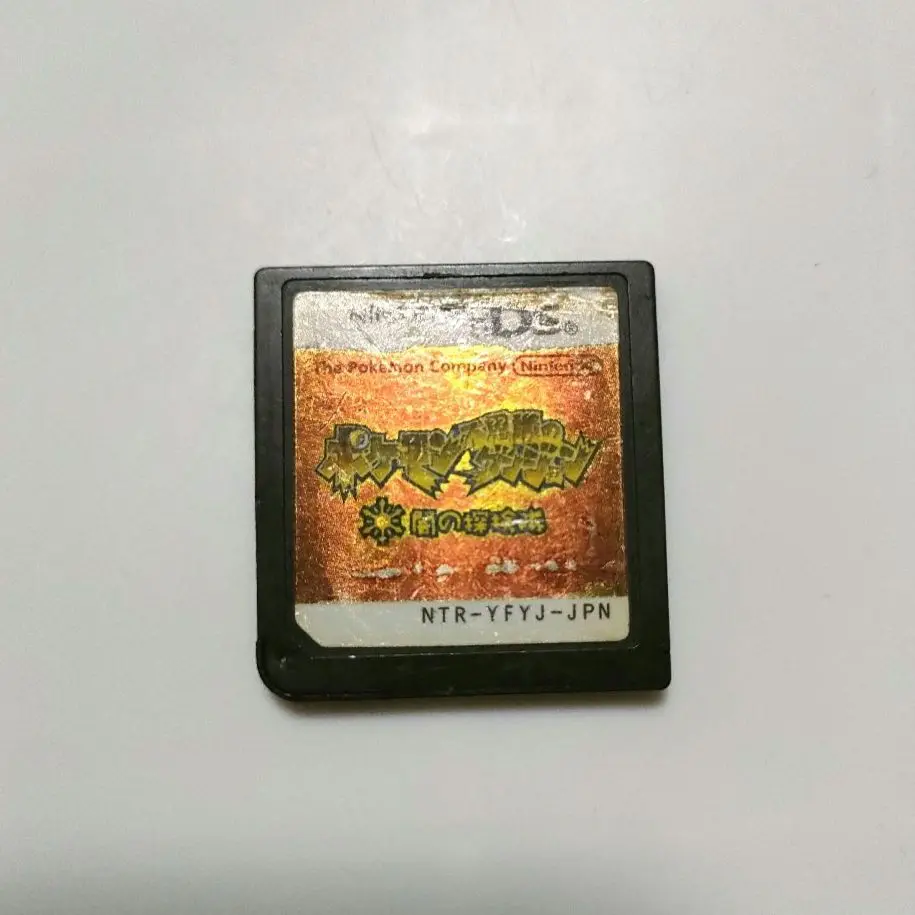 DS
The Pokémon Company Nintendo
ポケモン不思議のダンジョン
闇の探検隊
NTR-YFYJ-JPN